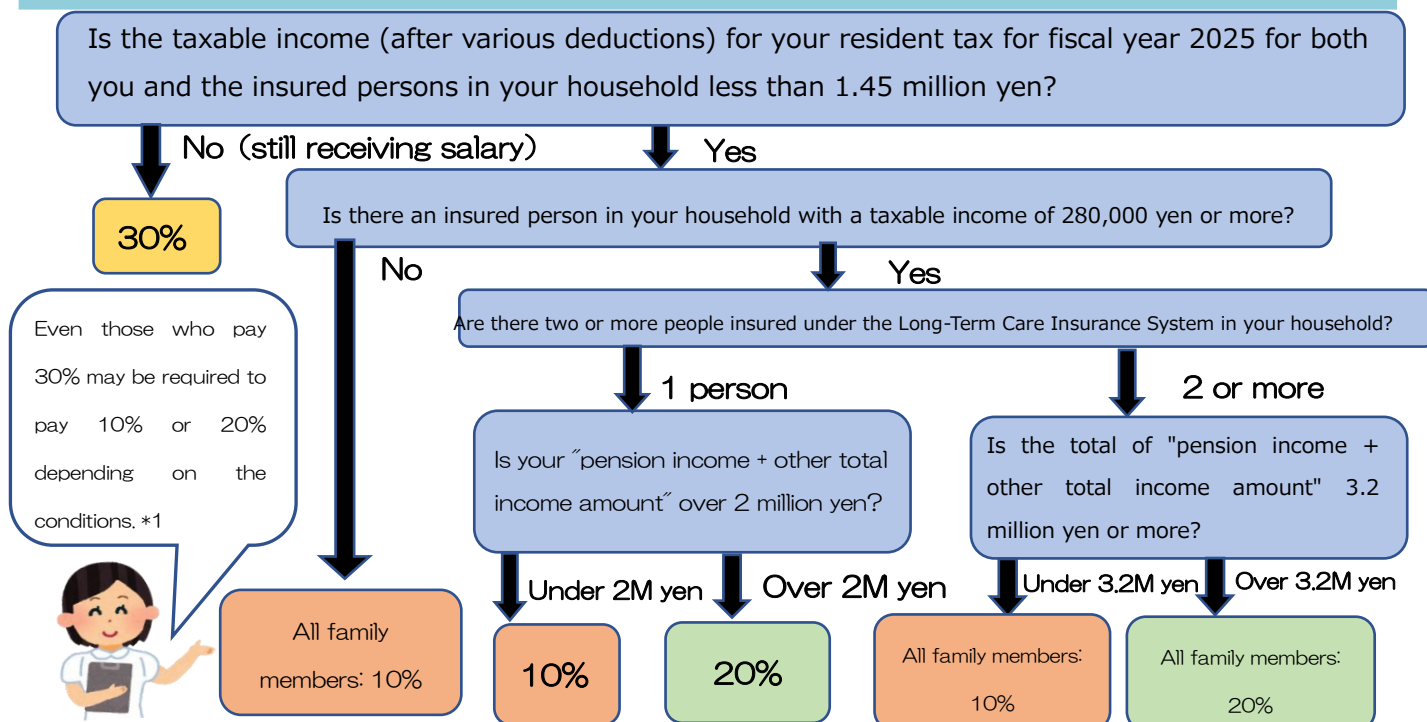 Is the taxable income (after various deductions) for your resident tax for fiscal year 2025 for both
you and the insured persons in your household less than 1.45 million yen?
No (still receiving salary)
Yes
30%
Is there an insured person in your household with a taxable income of 280,000 yen or more?
No
Yes
Even those who pay
30% may be required to
pay 10% or 20%
depending on the
conditions. *1
Are there two or more people insured under the Long-Term Care Insurance System in your household?
1 person
2 or more
Is your "pension income + other total
income amount" over 2 million yen?
Is the total of "pension income +
other total income amount" 3.2
million yen or more?
Under 2M yen
Over 2M yen
Under 3.2M yen
Over 3.2M yen
All family
members: 10%
10%
20%
All family members:
10%
All family members:
20%